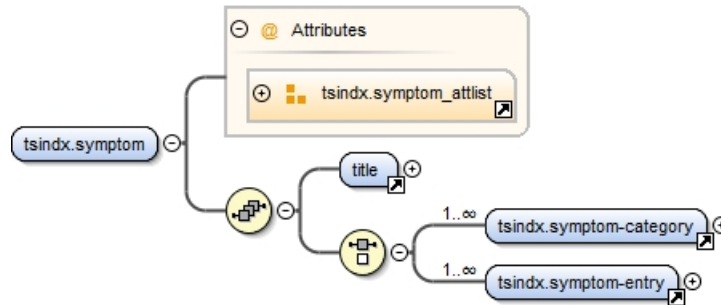 @ Attributes
tsindx.symptom_attlist
tsindx.symptom
title
1..∞
tsindx.symptom-category
1..∞
tsindx.symptom-entry